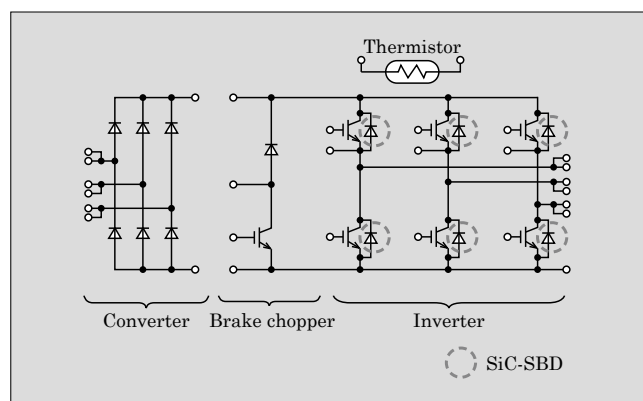 Thermistor
Converter
Brake chopper
Inverter
SiC-SBD